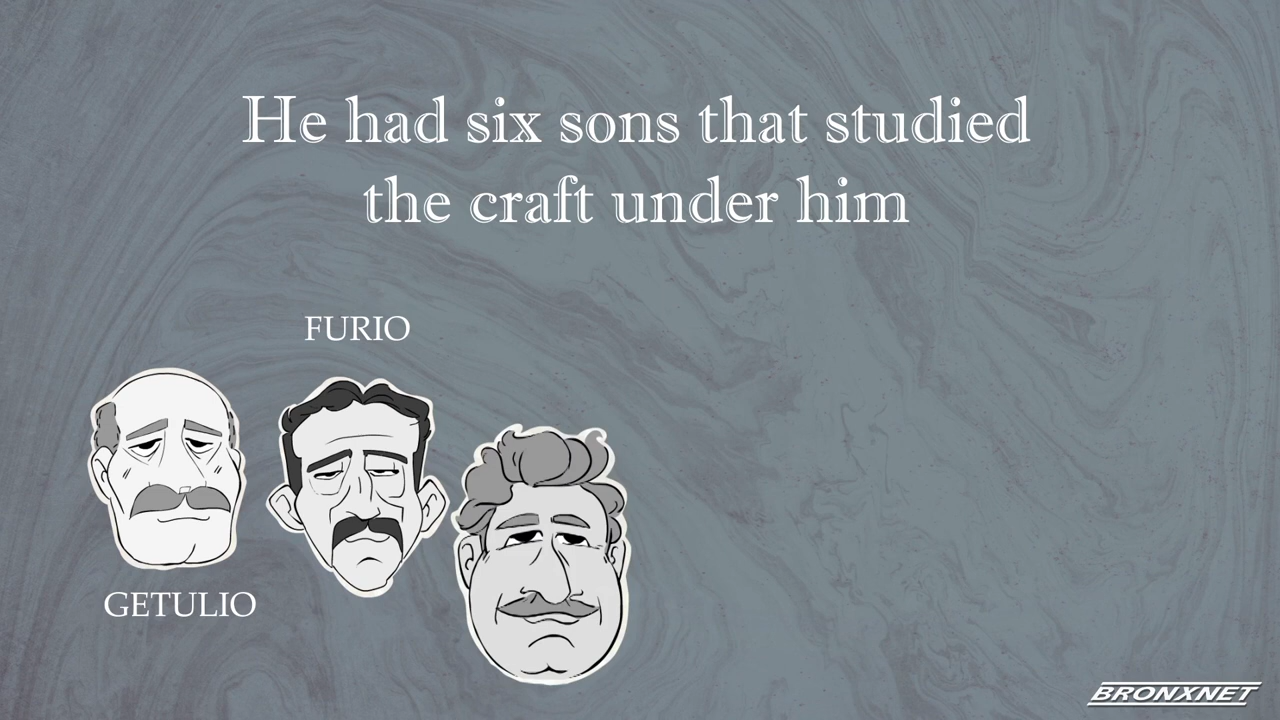 He had six sons that studied
the craft under him
FURIO
GETULIO
BRONXNET